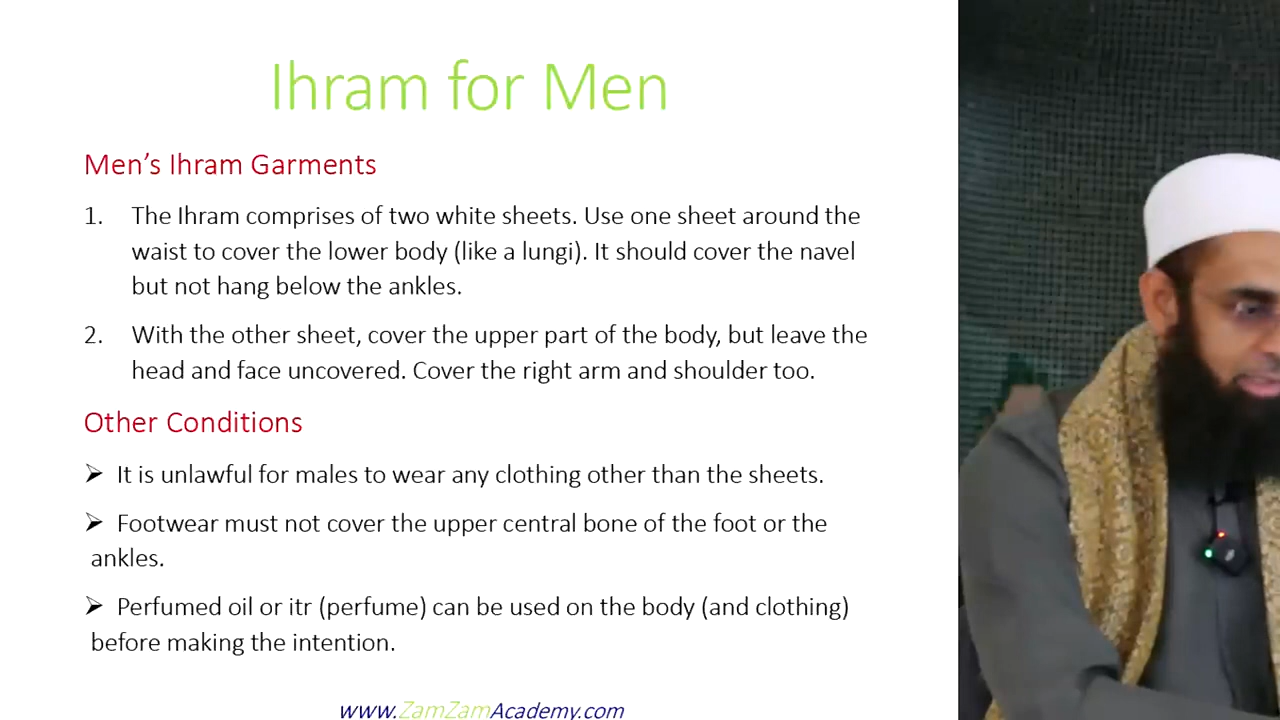 Ihram for Men
Men’s Ihram Garments
1. The Ihram comprises of two white sheets. Use one sheet around the
waist to cover the lower body (like a lungi). It should cover the navel
but not hang below the ankles.
2. With the other sheet, cover the upper part of the body, but leave the
head and face uncovered. Cover the right arm and shoulder too.
Other Conditions
➢ It is unlawful for males to wear any clothing other than the sheets.
➢ Footwear must not cover the upper central bone of the foot or the
ankles.
➢ Perfumed oil or itr (perfume) can be used on the body (and clothing)
before making the intention.
www.ZamZamAcademy.com